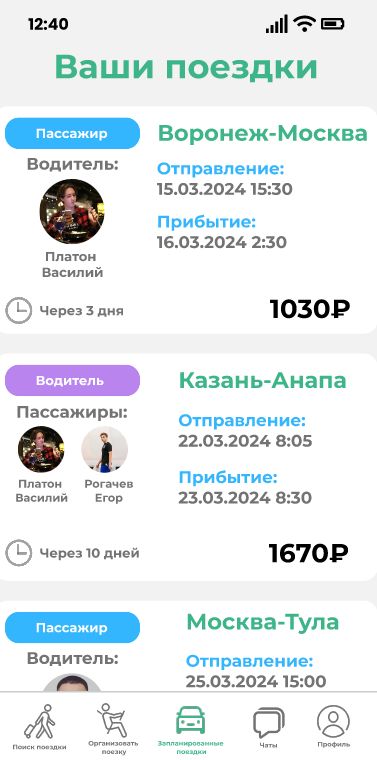 12:40
Ваши поездки
Пассажир
Воронеж-Москва
Водитель:
Отправление:
15.03.2024 15:30
Прибытие:
16.03.2024 2:30
Платон
Василий
Через 3 дня
1030₽
Водитель
Казань-Анапа
Пассажиры:
Отправление:
22.03.2024 8:05
Платон
Василий
Рогачев
Егор
Прибытие:
23.03.2024 8:30
Через 10 дней
1670₽
Пассажир
Москва-Тула
Водитель:
Отправление:
25.03.2024 15:00
Поиск поездки
Организовать
поезку
Запланированные
поездки
Чаты
Профиль